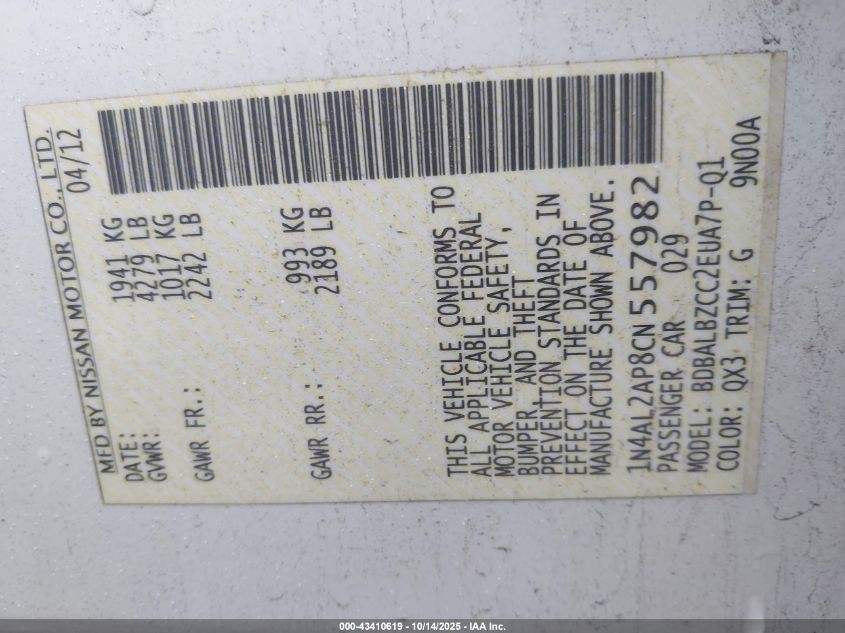 MFD BY NISSAN MOTOR CO., LTD.
DATE: 04/12
GVWR: 1941 KG
4279 LB
GAWR FR.: 1017 KG
2242 LB
GAWR RR.: 993 KG
2189 LB
THIS VEHICLE CONFORMS TO
ALL APPLICABLE FEDERAL
MOTOR VEHICLE SAFETY,
BUMPER, AND THEFT
PREVENTION STANDARDS IN
EFFECT ON THE DATE OF
MANUFACTURE SHOWN ABOVE.
1N4AL2AP8CN557982
PASSENGER CAR 029
MODEL: BDBALBZCC2EUA7P-Q1
COLOR: QX3 TRIM: G 9N00A
000-43410619 - 10/14/2025 - IAA Inc.